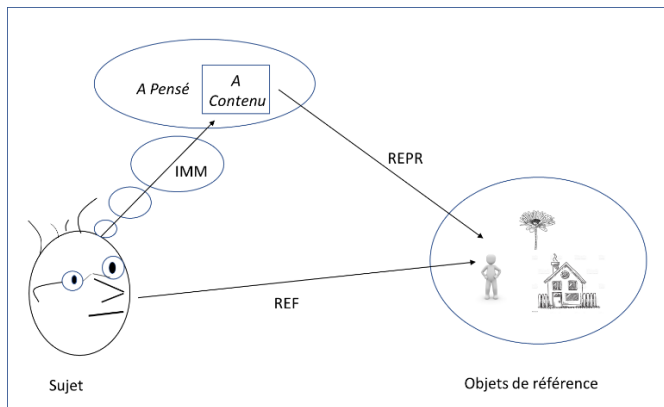 A Pensé
A
Contenu
REPR
IMM
REF
Sujet
Objets de référence